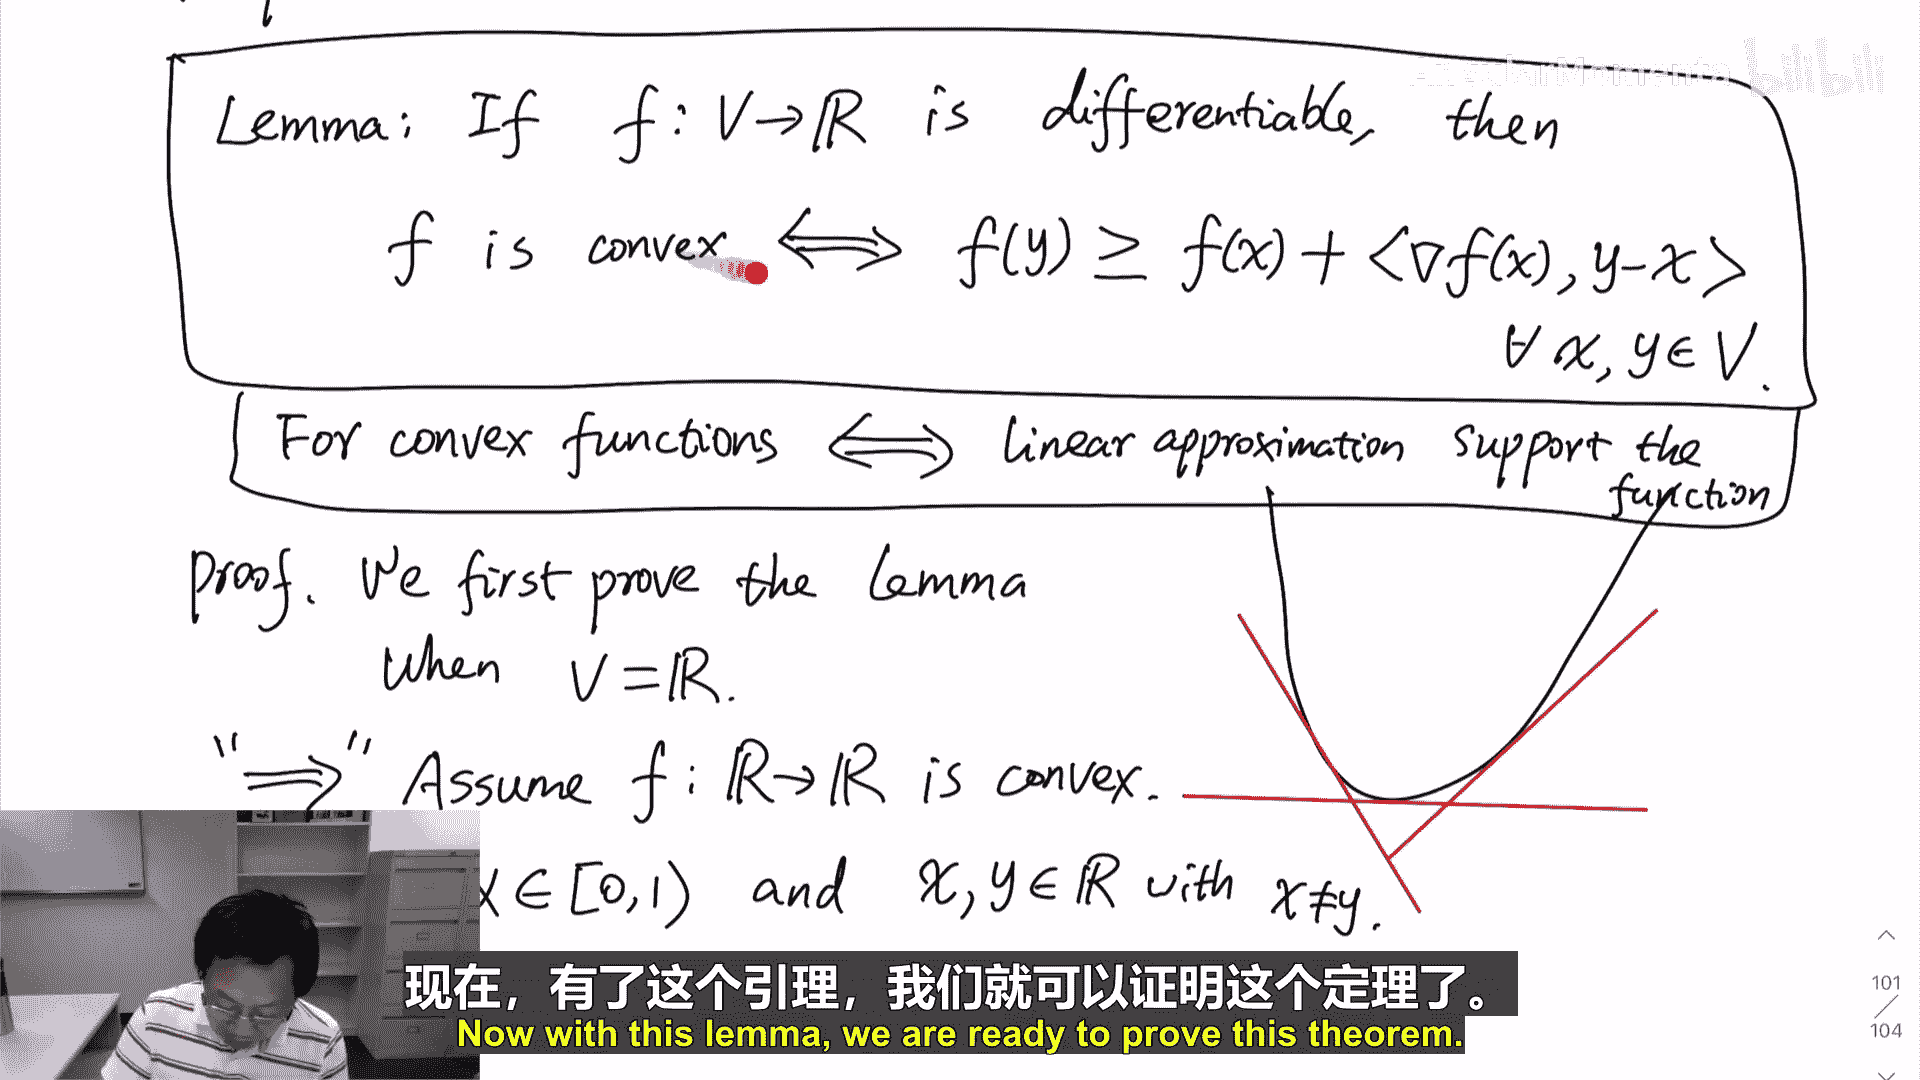 Lemma: If f: V→ℝ is differentiable, then
f is convex ⟺ f(y) ≥ f(x) + <∇f(x), y-x>
∀ x, y ∈ V.
For convex functions ⟺ linear approximation support the
function
Proof. We first prove the Lemma
When V = ℝ.
"⟹" Assume f: ℝ→ℝ is convex.
∈ [0,1) and x, y ∈ ℝ with x≠y.
现在，有了这个引理，我们就可以证明这个定理了。
Now with this lemma, we are ready to prove this theorem.
bilibili
101
/
104